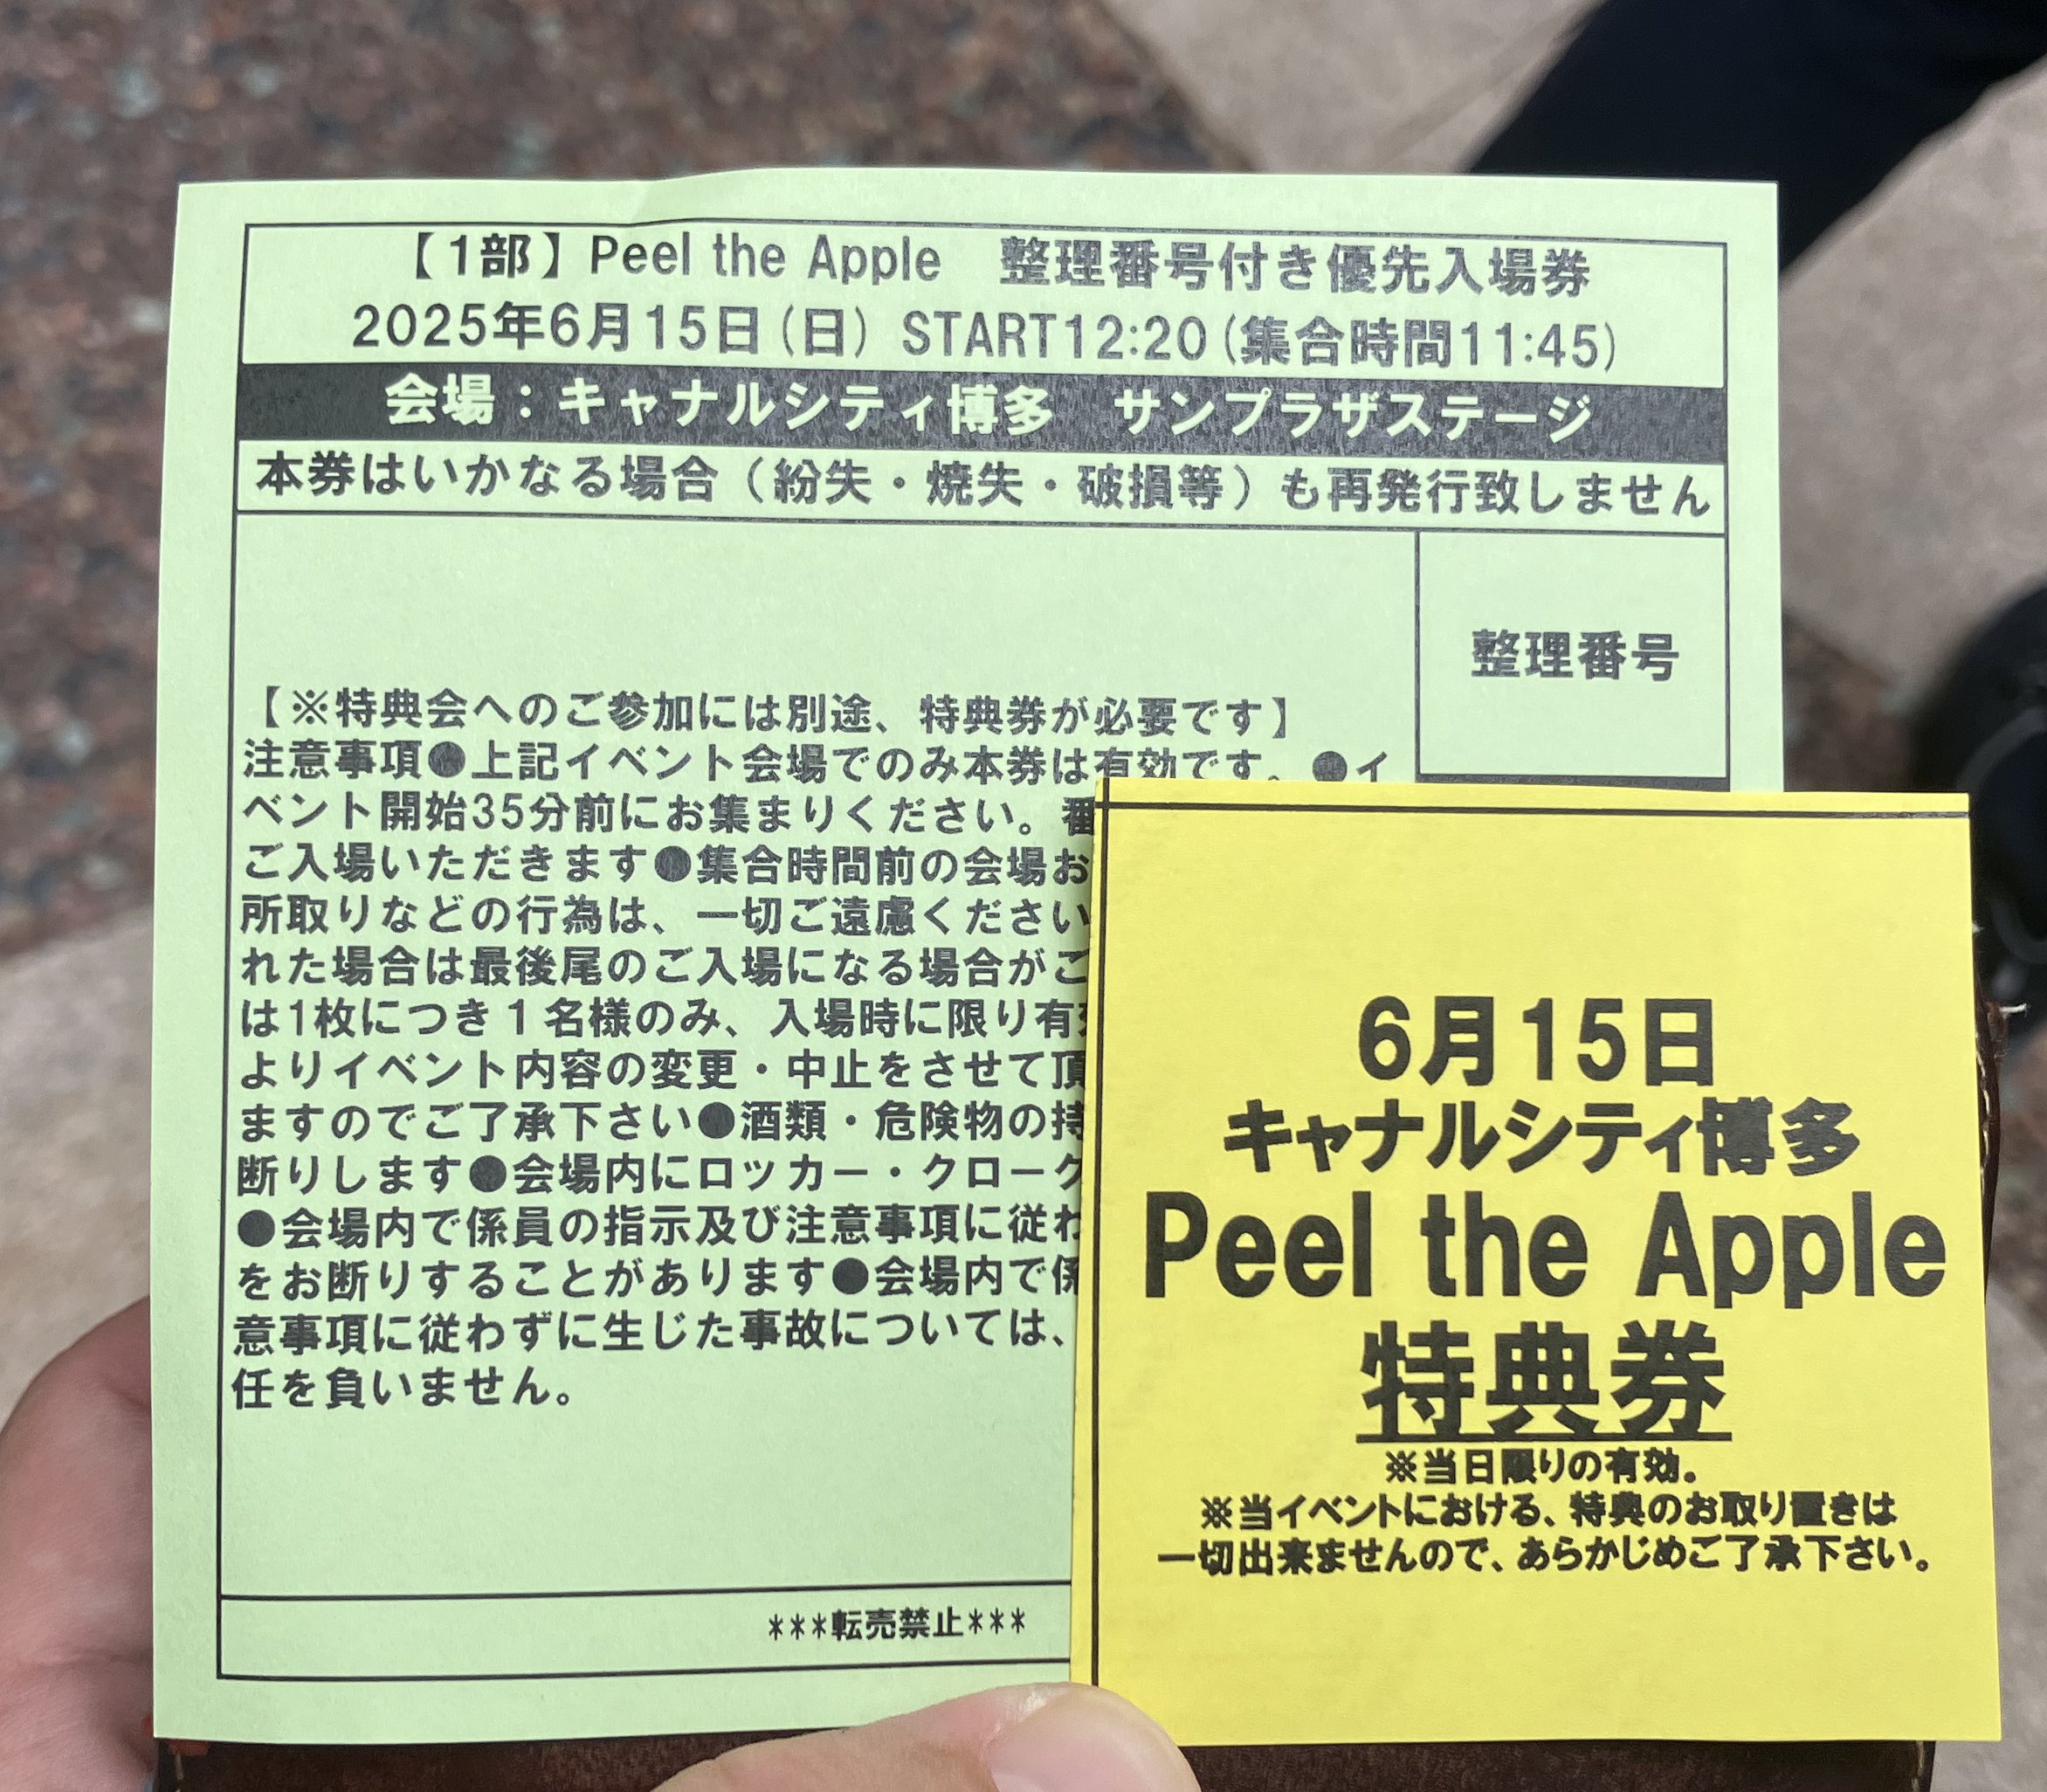 【1部】Peel the Apple　整理番号付き優先入場券
2025年6月15日(日) START12:20(集合時間11:45)
会場：キャナルシティ博多　サンプラザステージ
本券はいかなる場合（紛失・焼失・破損等）も再発行致しません
整理番号
【※特典会へのご参加には別途、特典券が必要です】
注意事項●上記イベント会場でのみ本券は有効です。●イ
ベント開始35分前にお集まりください。番
ご入場いただきます●集合時間前の会場お
所取りなどの行為は、一切ご遠慮ください
れた場合は最後尾のご入場になる場合がご
は1枚につき１名様のみ、入場時に限り有効
よりイベント内容の変更・中止をさせて頂
ますのでご了承下さい●酒類・危険物の持
断りします●会場内にロッカー・クローク
●会場内で係員の指示及び注意事項に従わ
をお断りすることがあります●会場内で係
意事項に従わずに生じた事故については、
任を負いません。
***転売禁止***
6月15日
キャナルシティ博多
Peel the Apple
特典券
※当日限りの有効。
※当イベントにおける、特典のお取り置きは
一切出来ませんので、あらかじめご了承下さい。